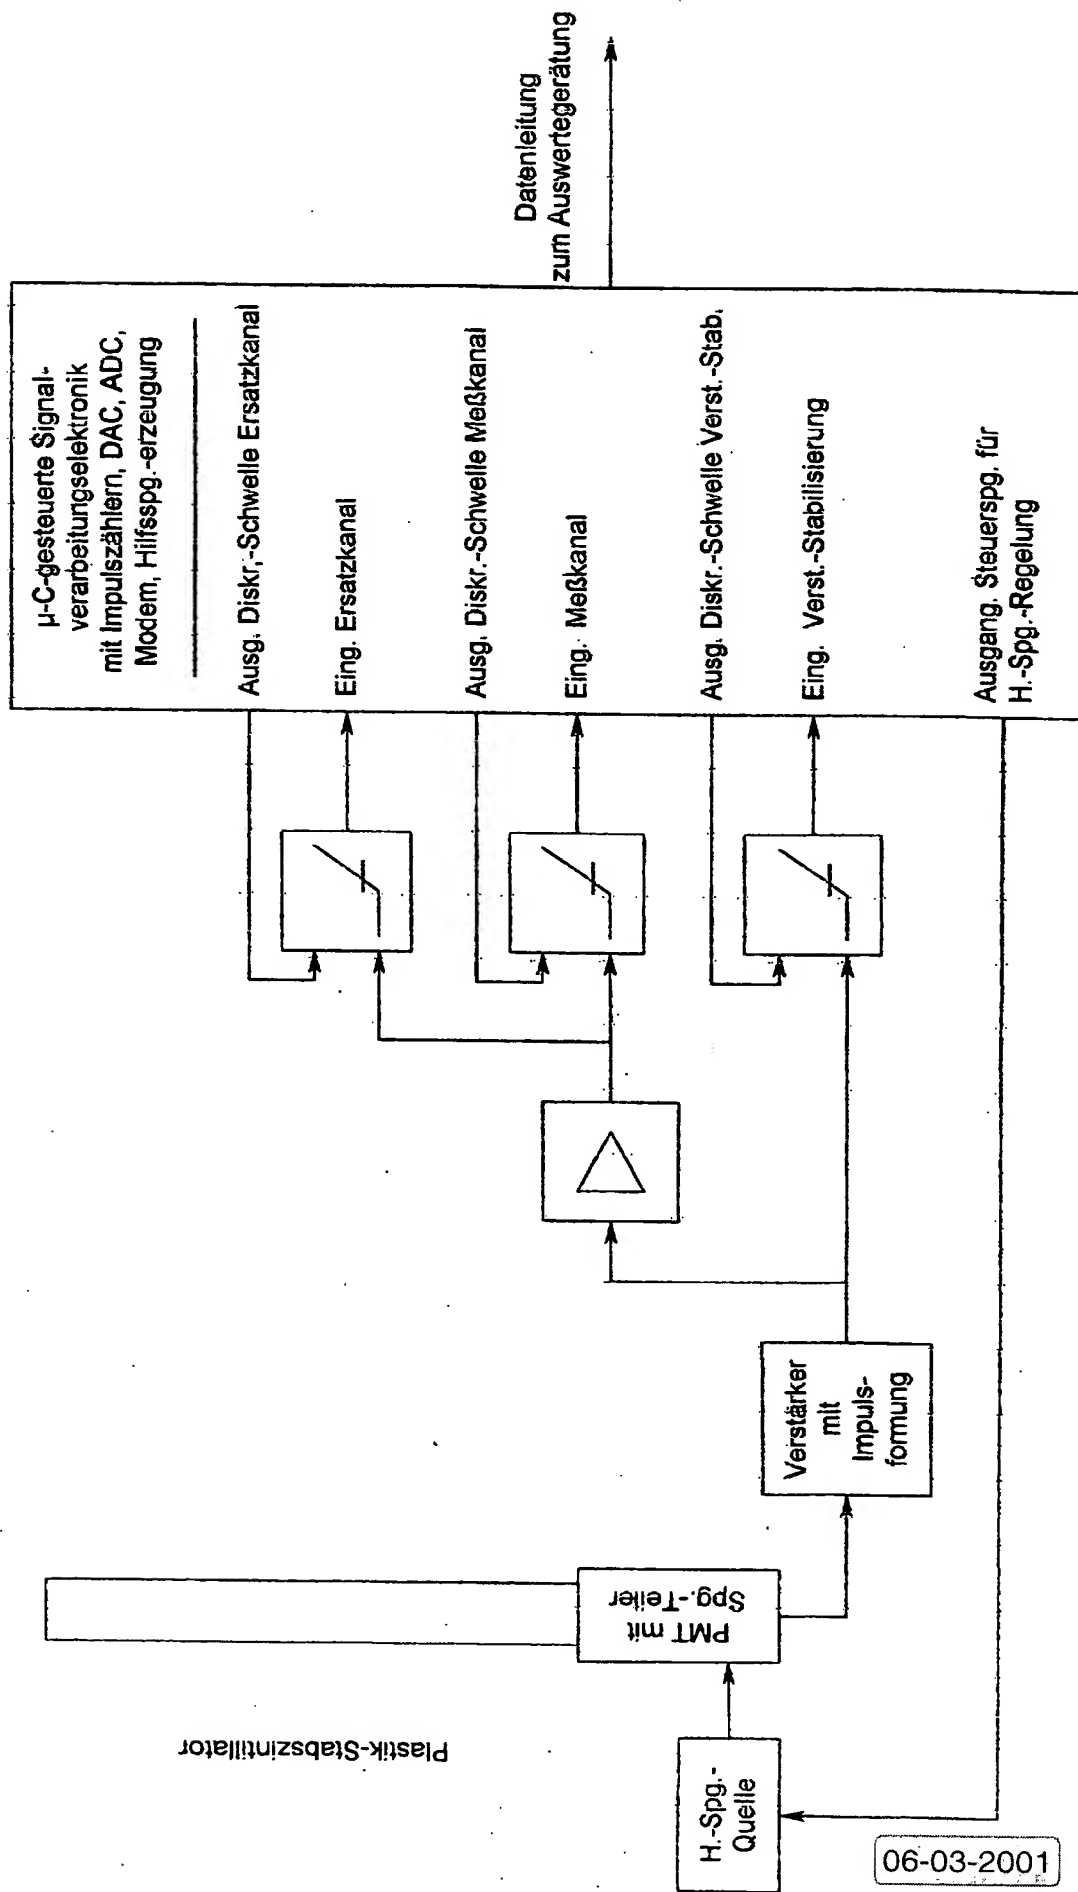 µ-C-gesteuerte Signal-
verarbeitungselektronik
mit Impulszählern, DAC, ADC,
Modem, Hilfsspg.-erzeugung
Ausg. Diskr.-Schwelle Ersatzkanal
Eing. Ersatzkanal
Ausg. Diskr.-Schwelle Meßkanal
Eing. Meßkanal
Ausg. Diskr.-Schwelle Verst.-Stab.
Eing. Verst.-Stabilisierung
Ausgang. Steuerspg. für
H.-Spg.-Regelung
Datenleitung
zum Auswertegerätung
Verstärker
mit
Impuls-
formung
PMT mit
Spg.-Teiler
Plastik-Stabszintillator
H.-Spg.-
Quelle
06-03-2001